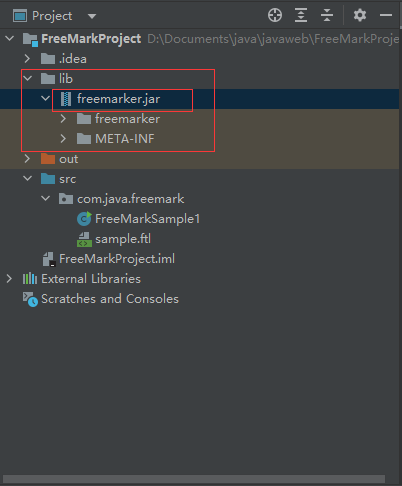 Project
FreeMarkProject D:\Documents\java\javaweb\FreeMarkProje
.idea
lib
freemarker.jar
freemarker
META-INF
out
src
com.java.freemark
FreeMarkSample1
sample.ftl
FreeMarkProject.iml
External Libraries
Scratches and Consoles